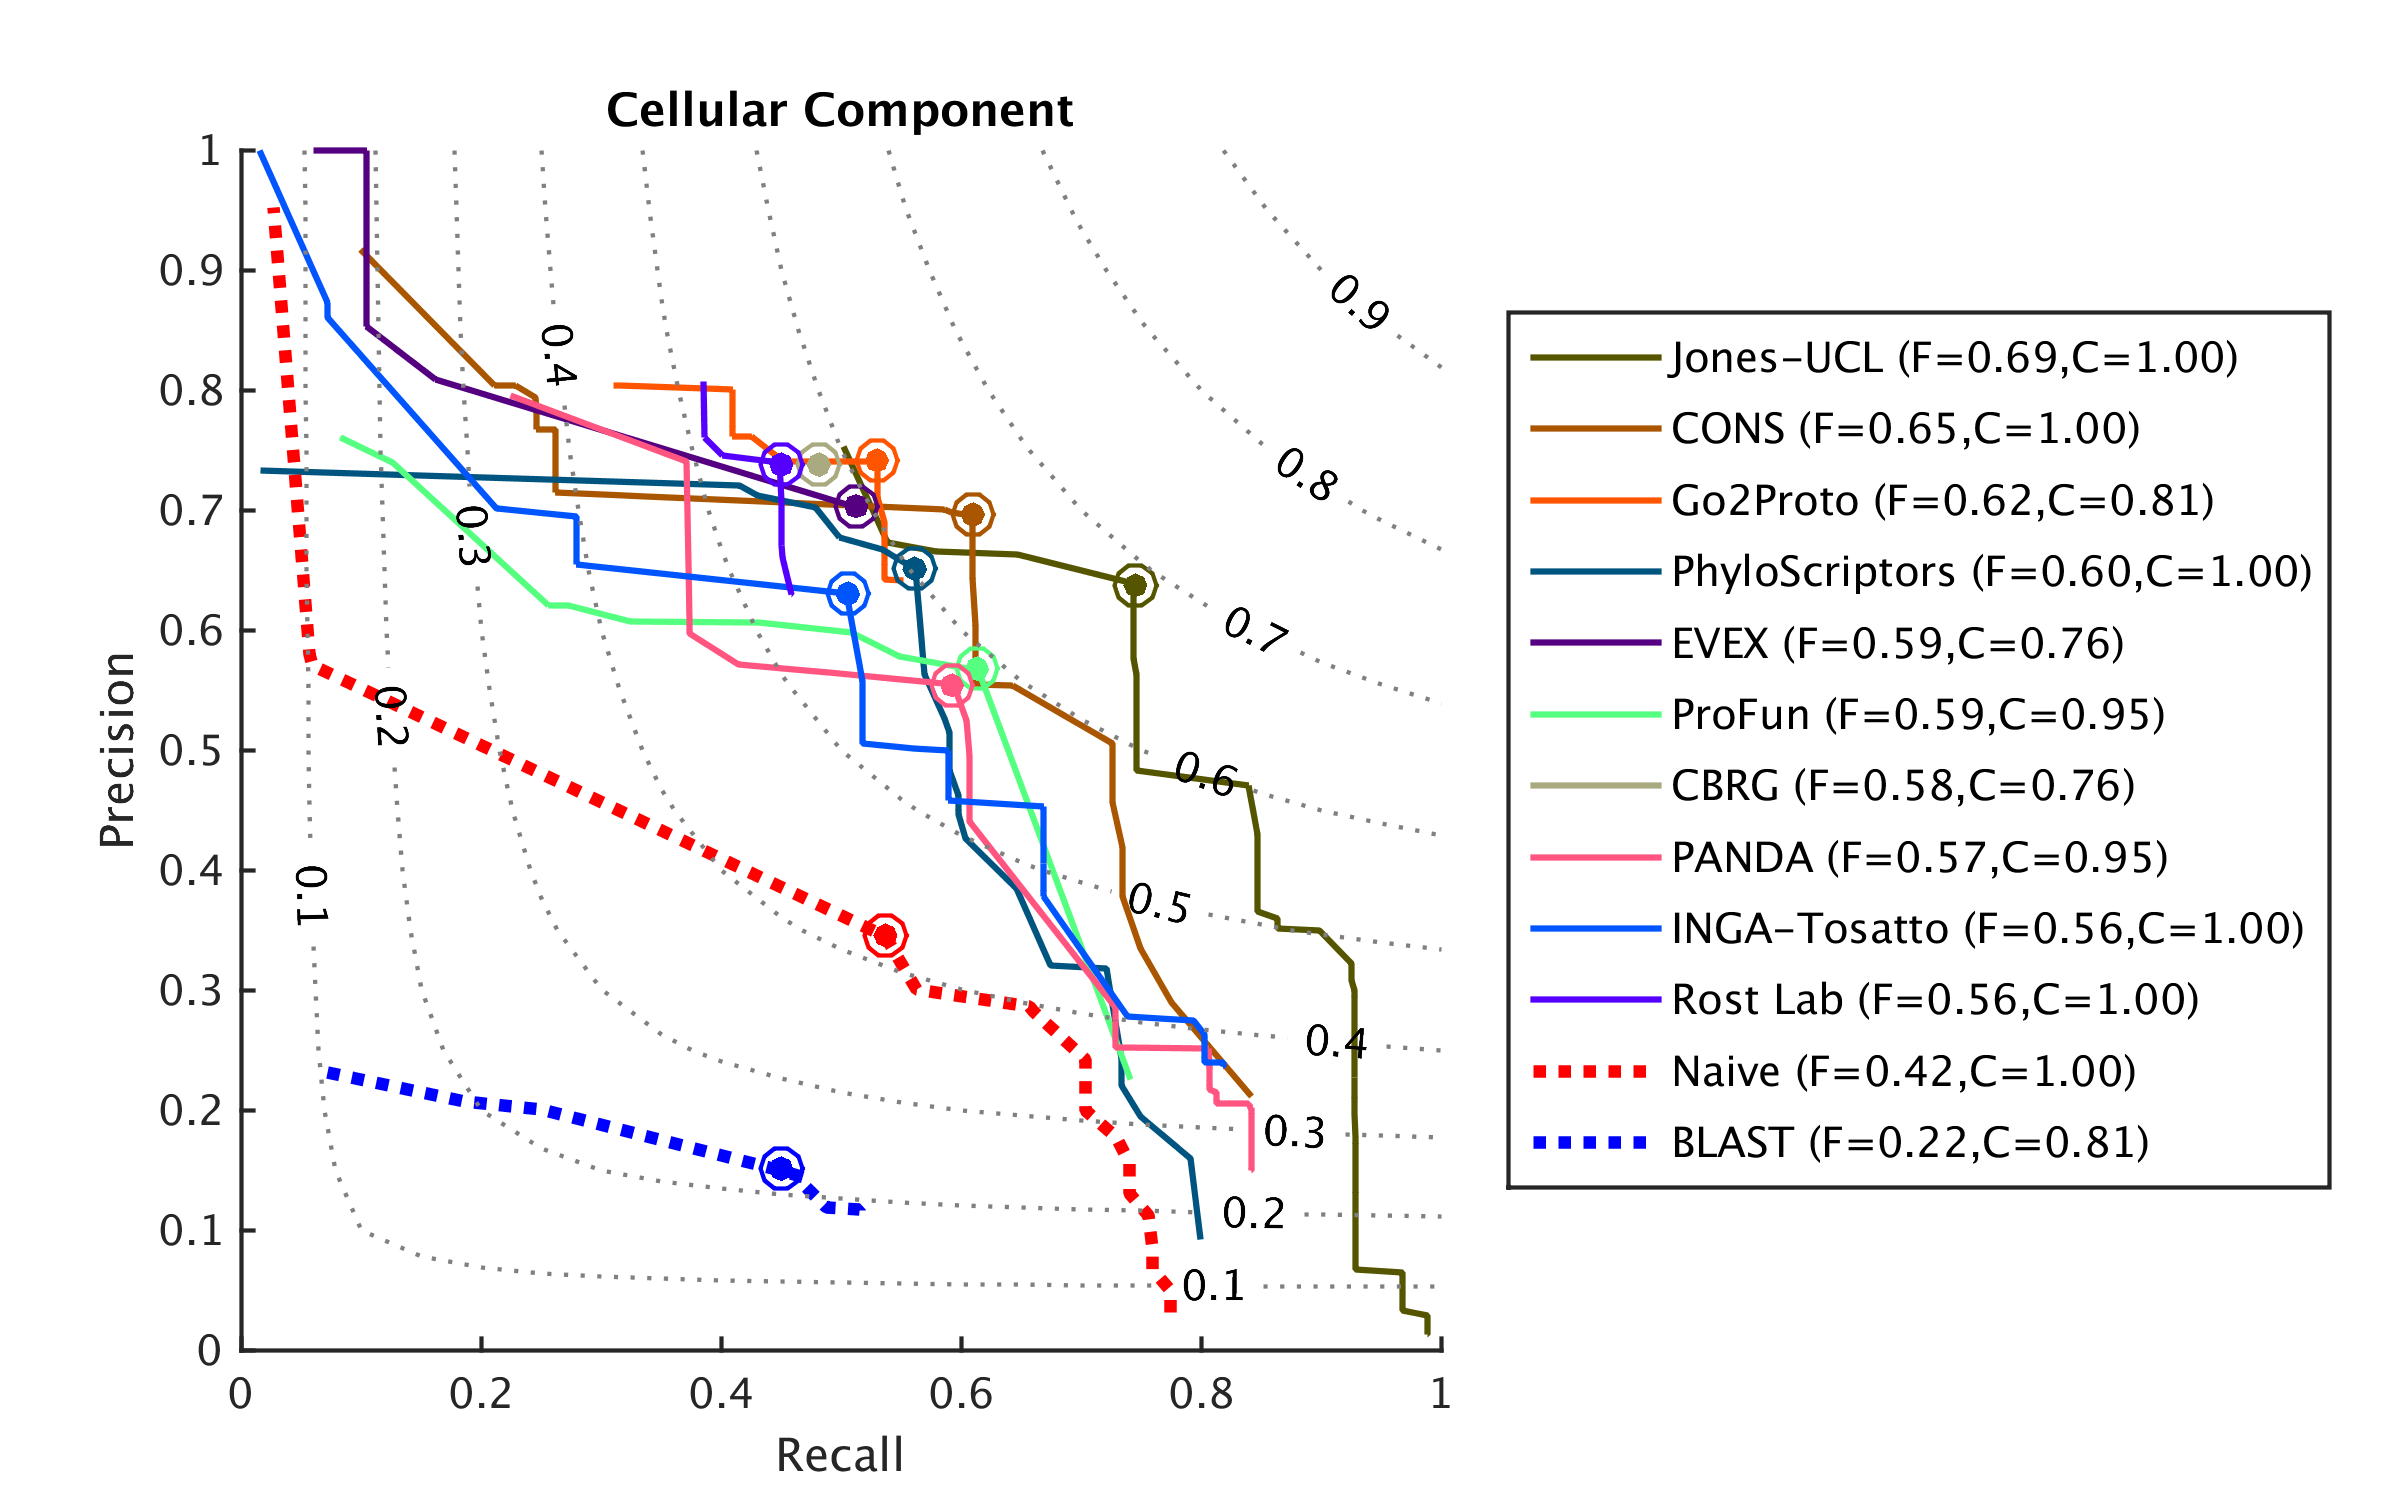 Cellular Component
1
0.9
0.8
0.7
0.6
0.5
0.4
0.3
0.2
0.1
0
Precision
0
0.2
0.4
0.6
0.8
1
Recall
0.9
0.8
0.7
0.6
0.5
0.4
0.3
0.2
0.1
0.4
0.3
0.2
0.1
Jones-UCL (F=0.69,C=1.00)
CONS (F=0.65,C=1.00)
Go2Proto (F=0.62,C=0.81)
PhyloScriptors (F=0.60,C=1.00)
EVEX (F=0.59,C=0.76)
ProFun (F=0.59,C=0.95)
CBRG (F=0.58,C=0.76)
PANDA (F=0.57,C=0.95)
INGA-Tosatto (F=0.56,C=1.00)
Rost Lab (F=0.56,C=1.00)
Naive (F=0.42,C=1.00)
BLAST (F=0.22,C=0.81)